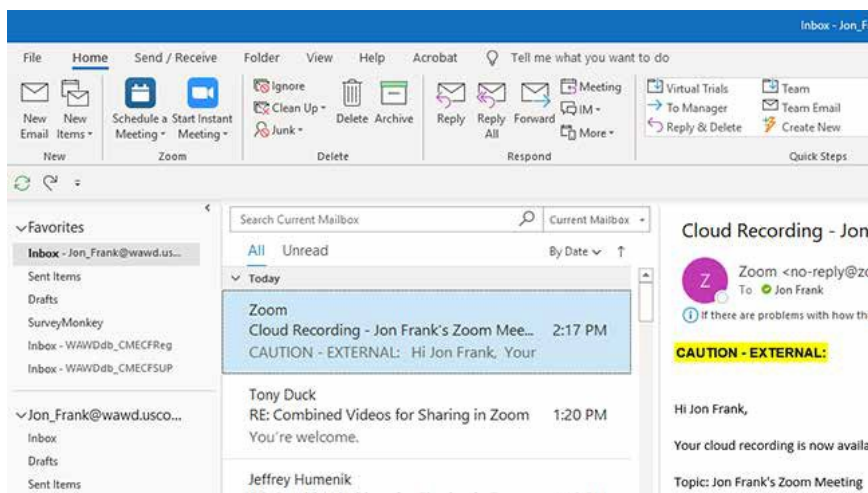 Inbox - Jon_F
File Home Send / Receive Folder View Help Acrobat Tell me what you want to do
New Email
New Items
Schedule a Meeting
Start Instant Meeting
Ignore
Clean Up
Junk
Delete
Archive
Reply
Reply All
Forward
Meeting
IM
More
Virtual Trials
To Manager
Reply & Delete
Team
Team Email
Create New
New Zoom Delete Respond Quick Steps
Favorites
Inbox - Jon_Frank@wawd.us...
Sent Items
Drafts
SurveyMonkey
Inbox - WAWDdb_CMECFReg
Inbox - WAWDdb_CMECFSUP
Jon_Frank@wawd.usco...
Inbox
Drafts
Sent Items
Search Current Mailbox Current Mailbox
All Unread By Date
Today
Zoom
Cloud Recording - Jon Frank's Zoom Mee... 2:17 PM
CAUTION - EXTERNAL: Hi Jon Frank, Your
Tony Duck
RE: Combined Videos for Sharing in Zoom 1:20 PM
You're welcome.
Jeffrey Humenik
Cloud Recording - Jon
Z
Zoom <no-reply@zo
To Jon Frank
If there are problems with how th
CAUTION - EXTERNAL:
Hi Jon Frank,
Your cloud recording is now availa
Topic: Jon Frank's Zoom Meeting